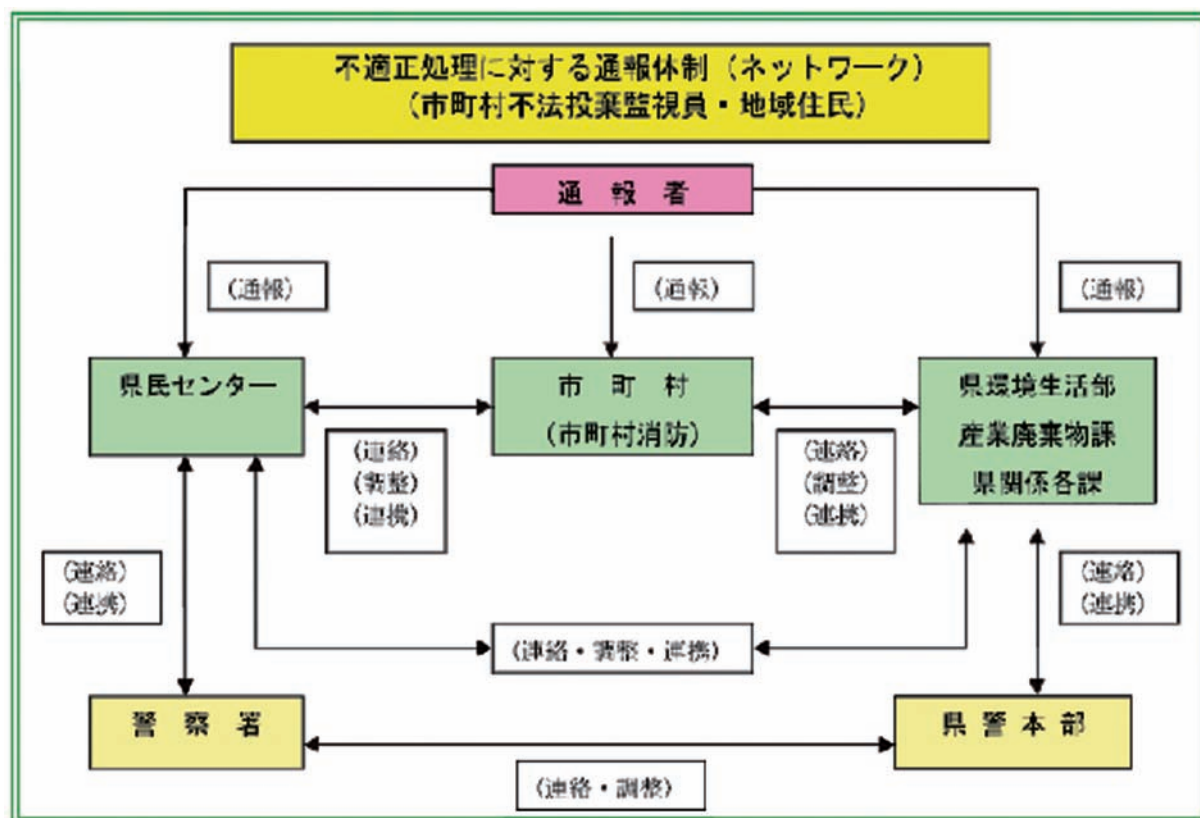 不適正処理に対する通報体制（ネットワーク）
（市町村不法投棄監視員・地域住民）
通　報　者
（通報）
（通報）
（通報）
県民センター
市　町　村
（市町村消防）
県環境生活部
産業廃棄物課
県関係各課
（連絡）
（調整）
（連携）
（連絡）
（調整）
（連携）
（連絡）
（連携）
（連絡）
（連携）
（連絡・調整・連携）
警　察　署
県 警 本 部
（連絡・調整）